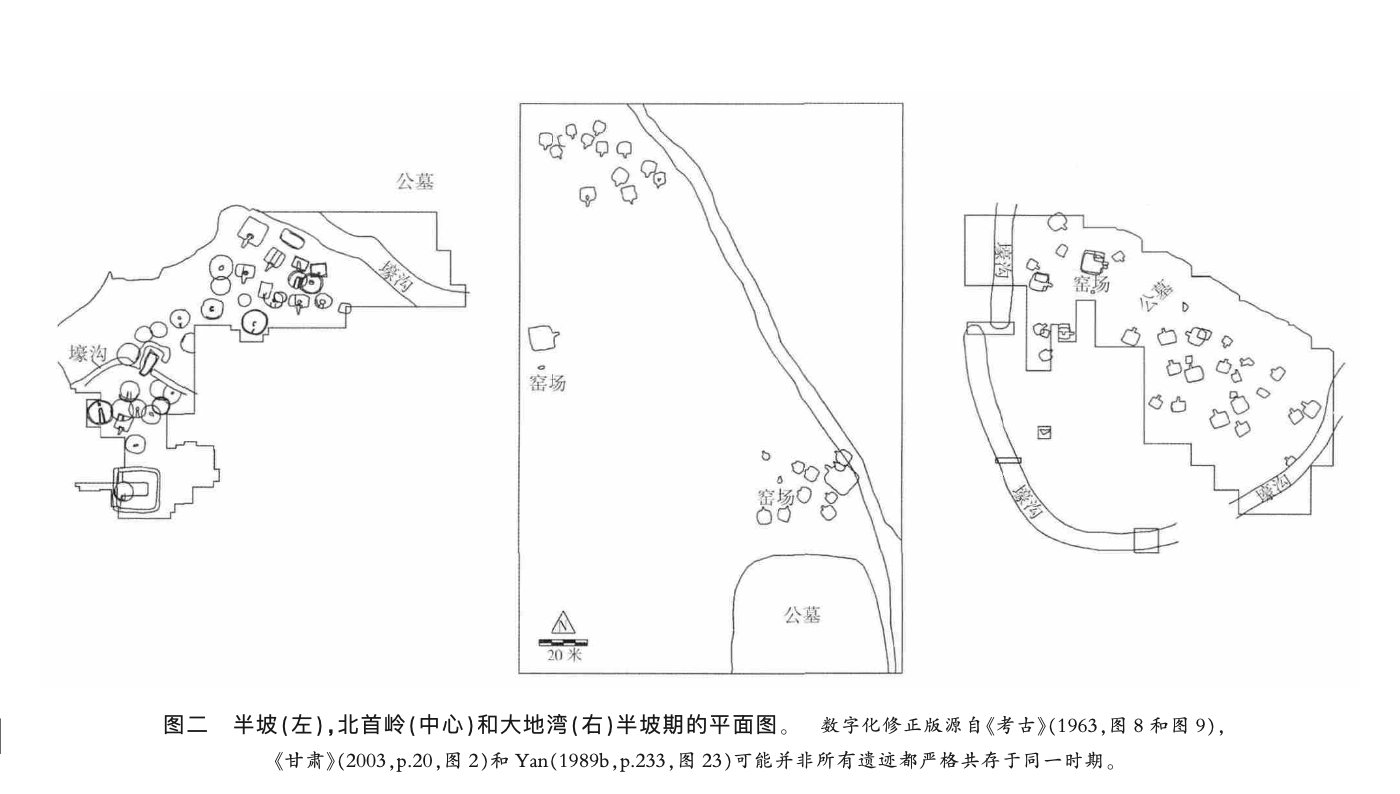 公墓
壕沟
壕沟
窑场
窑场
公墓
N
20 米
壕沟
窑场
公墓
壕沟
壕沟
图二 半坡(左),北首岭(中心)和大地湾(右)半坡期的平面图。 数字化修正版源自《考古》(1963,图 8 和图 9),
《甘肃》(2003,p.20,图 2)和 Yan(1989b,p.233,图 23)可能并非所有遗迹都严格共存于同一时期。